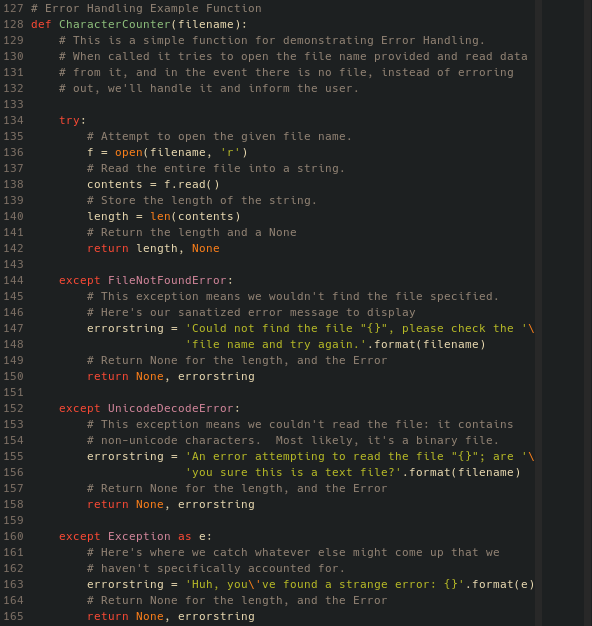 127 # Error Handling Example Function
128 def CharacterCounter(filename):
129     # This is a simple function for demonstrating Error Handling.
130     # When called it tries to open the file name provided and read data
131     # from it, and in the event there is no file, instead of erroring
132     # out, we'll handle it and inform the user.
133
134     try:
135         # Attempt to open the given file name.
136         f = open(filename, 'r')
137         # Read the entire file into a string.
138         contents = f.read()
139         # Store the length of the string.
140         length = len(contents)
141         # Return the length and a None
142         return length, None
143
144     except FileNotFoundError:
145         # This exception means we wouldn't find the file specified.
146         # Here's our sanatized error message to display
147         errorstring = 'Could not find the file "{}", please check the '\
148                       'file name and try again.'.format(filename)
149         # Return None for the length, and the Error
150         return None, errorstring
151
152     except UnicodeDecodeError:
153         # This exception means we couldn't read the file: it contains
154         # non-unicode characters.  Most likely, it's a binary file.
155         errorstring = 'An error attempting to read the file "{}"; are '\
156                       'you sure this is a text file?'.format(filename)
157         # Return None for the length, and the Error
158         return None, errorstring
159
160     except Exception as e:
161         # Here's where we catch whatever else might come up that we
162         # haven't specifically accounted for.
163         errorstring = 'Huh, you\'ve found a strange error: {}'.format(e)
164         # Return None for the length, and the Error
165         return None, errorstring